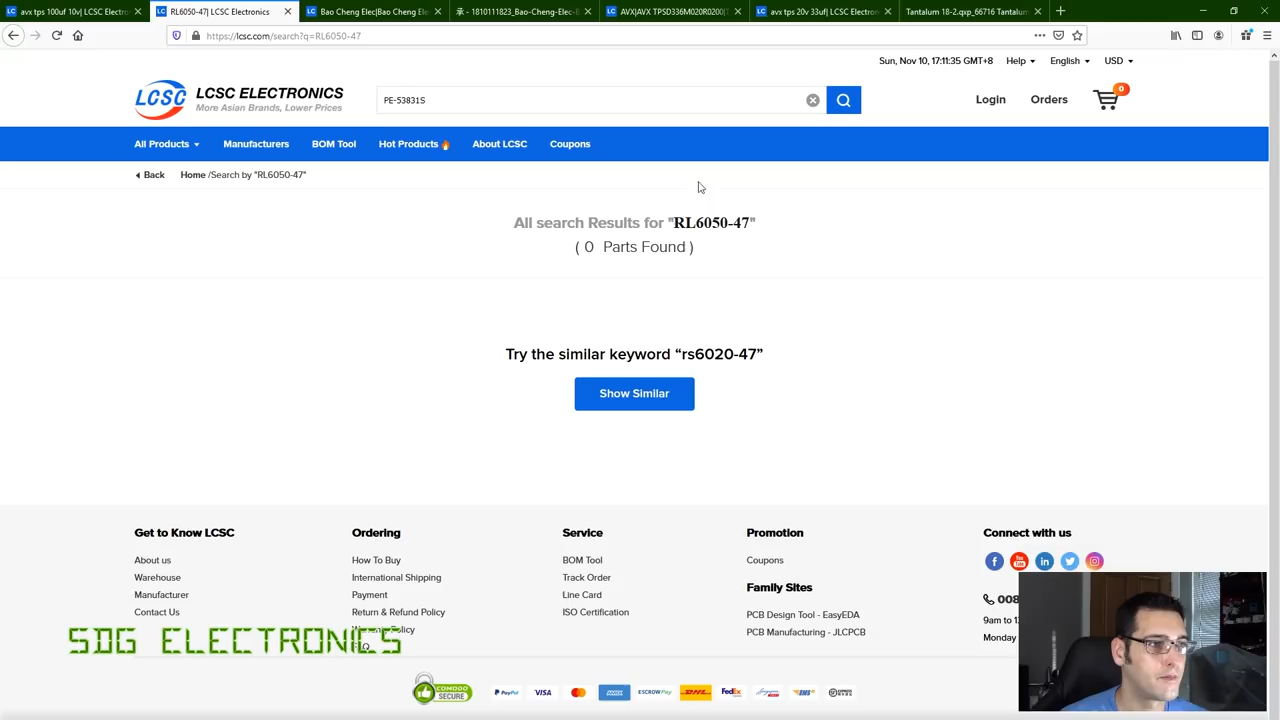 avx tps 100uf 10v| LCSC Electro
RL6050-47| LCSC Electronics
Bao Cheng Elec|Bao Cheng Ele
承 - 1810111823_Bao-Cheng-Elec-B
AVX|AVX TPSD336M020R0200|
avx tps 20v 33uf| LCSC Electron
Tantalum 18-2.qxp_66716 Tantalum
https://lcsc.com/search?q=RL6050-47
Sun, Nov 10, 17:11:35 GMT+8 Help English USD
LCSC LCSC ELECTRONICS
More Asian Brands, Lower Prices
PE-53831S
Login Orders 0
All Products Manufacturers BOM Tool Hot Products About LCSC Coupons
Back Home /Search by "RL6050-47"
All search Results for "RL6050-47"
( 0 Parts Found )
Try the similar keyword “rs6020-47”
Show Similar
Get to Know LCSC
About us
Warehouse
Manufacturer
Contact Us
Ordering
How To Buy
International Shipping
Payment
Return & Refund Policy
Policy
Service
BOM Tool
Track Order
Line Card
ISO Certification
Promotion
Coupons
Family Sites
PCB Design Tool - EasyEDA
PCB Manufacturing - JLCPCB
Connect with us
008
9am to
Monday
SDG ELECTRONICS
COMODO SECURE
PayPal VISA ESCROW Pay DHL FedEx EMS